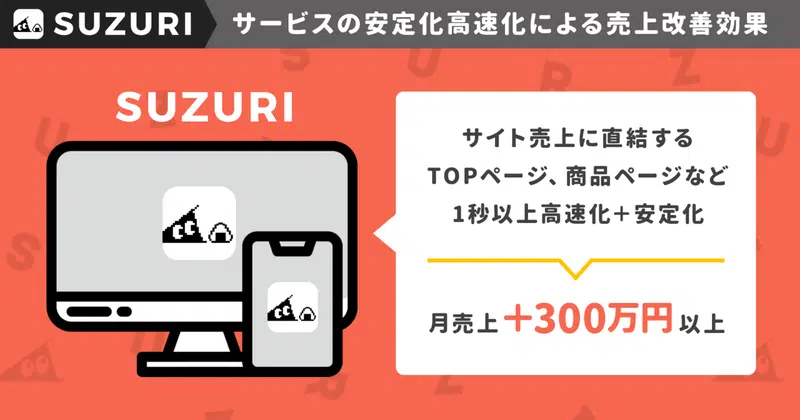 SUZURI サービスの安定化高速化による売上改善効果
SUZURI
サイト売上に直結する
TOPページ、商品ページなど
1秒以上高速化＋安定化
月売上＋300万円以上